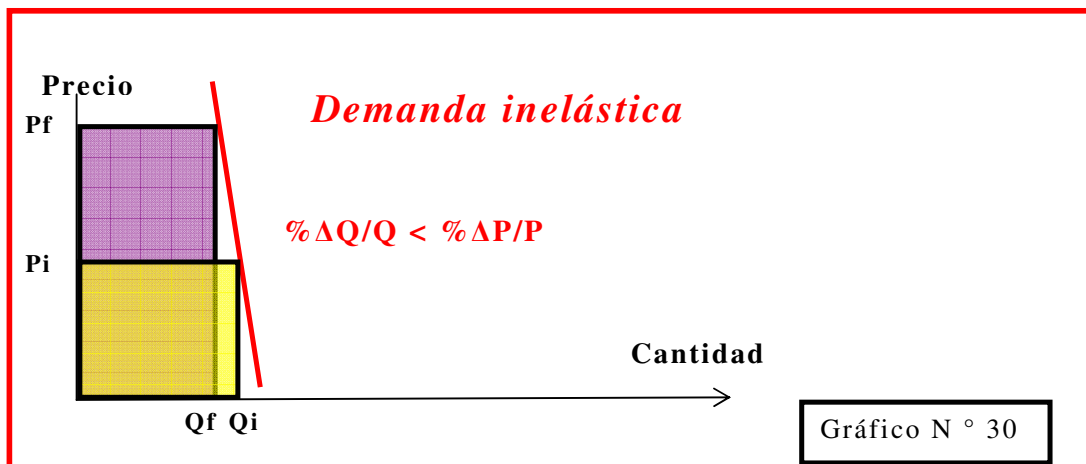 Precio
Demanda inelástica
Pf
%ΔQ/Q < %ΔP/P
Pi
Cantidad
Qf Qi
Gráfico N ° 30